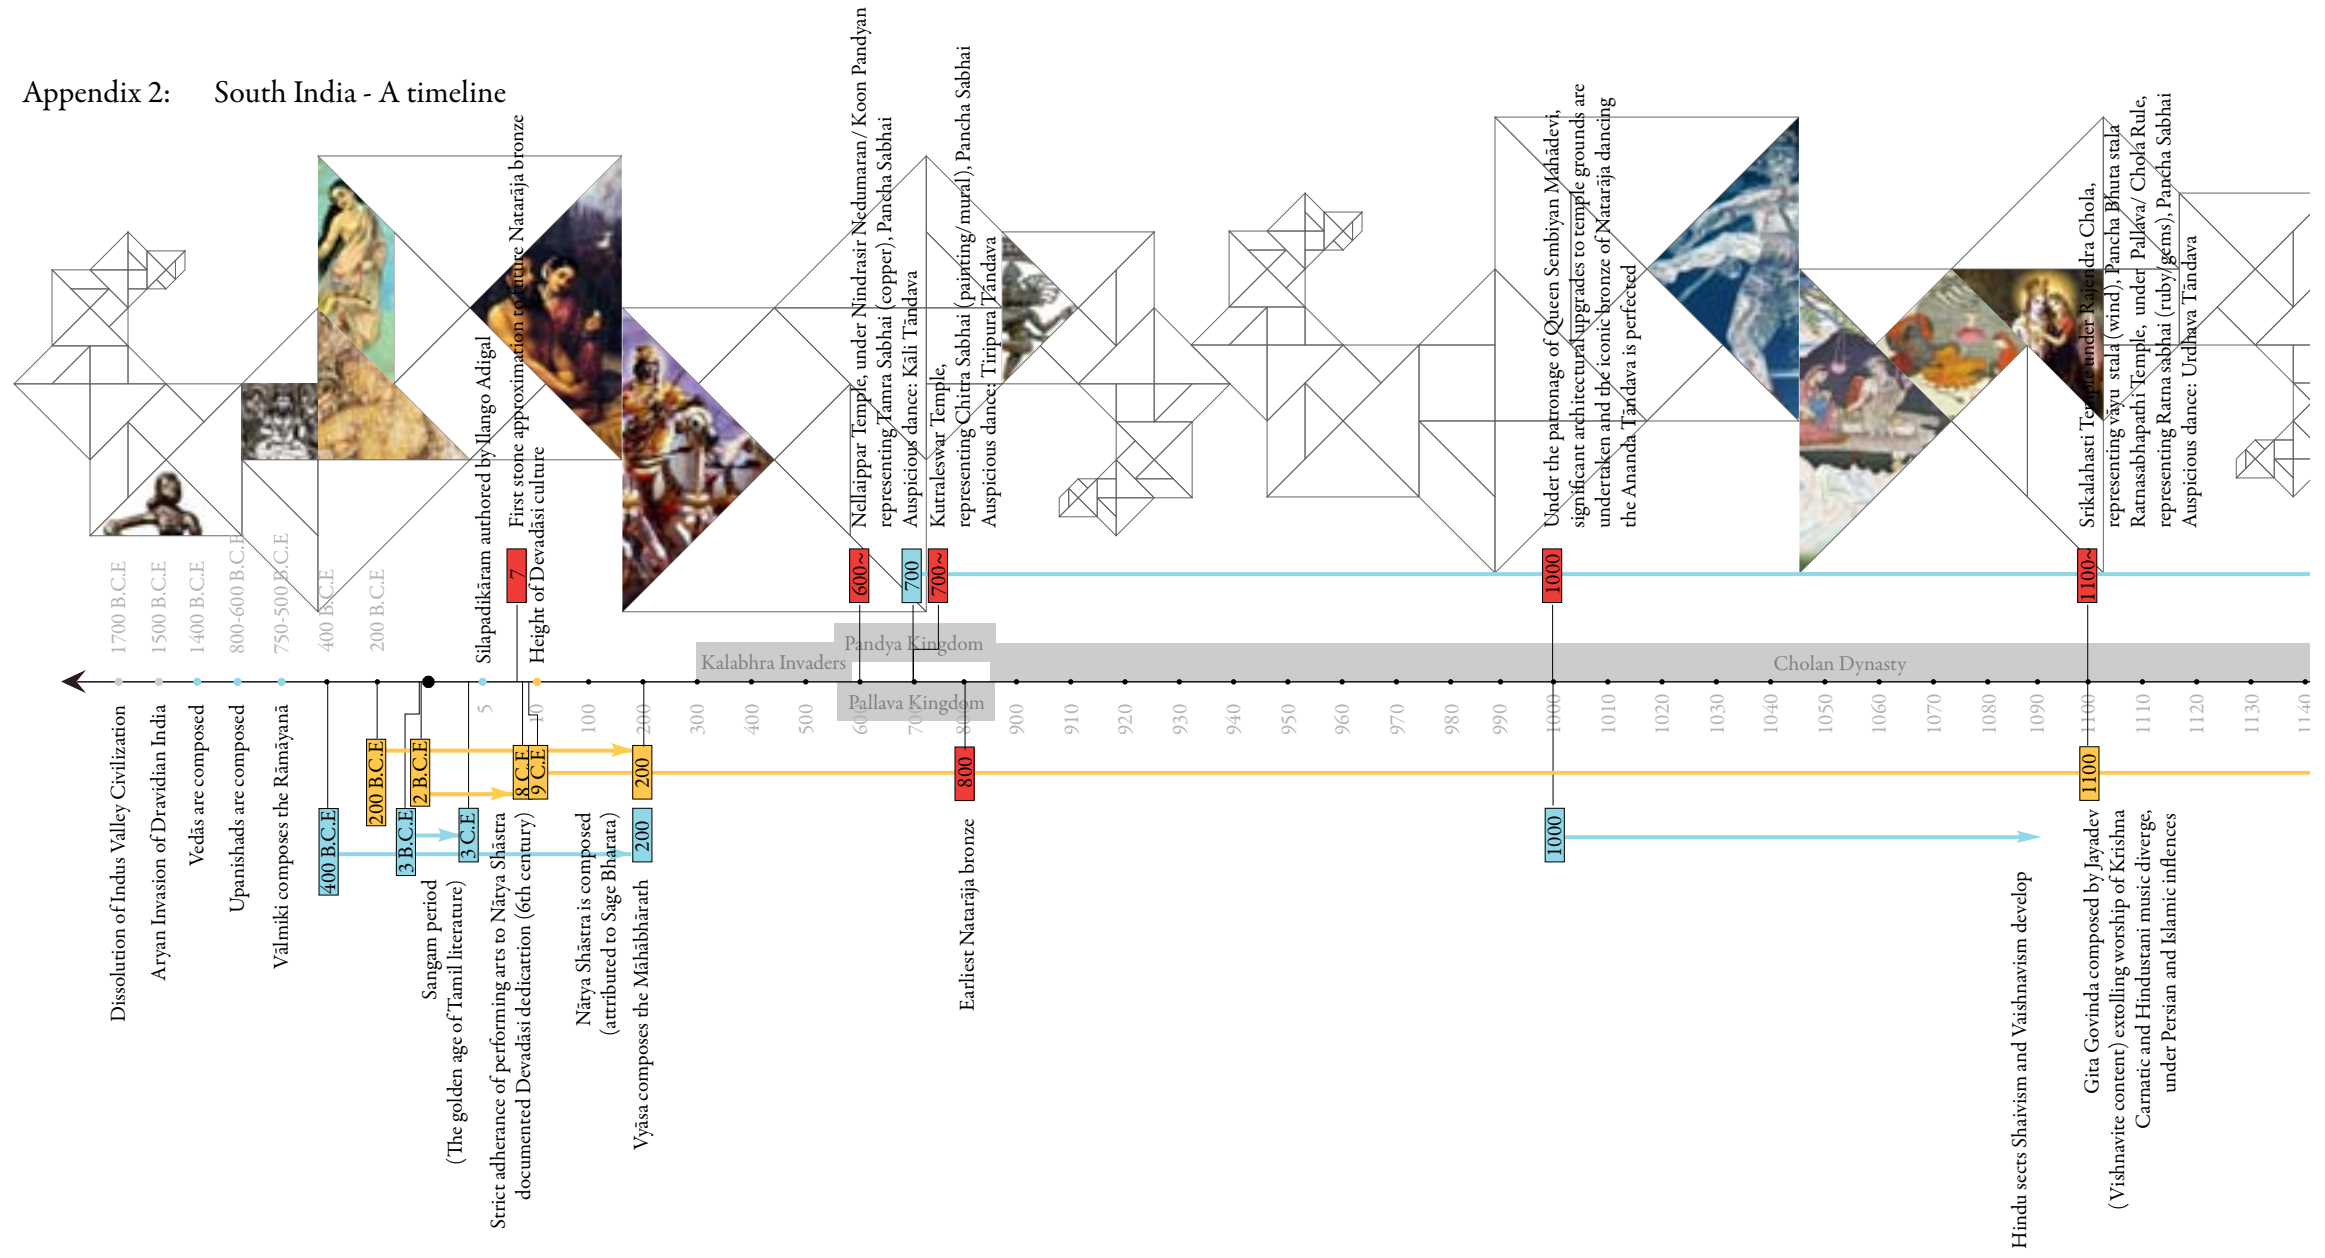 Appendix 2: South India - A timeline
Silapadikāram authored by Ilango Adigal
First stone approximation to future Natarāja bronze
Height of Devadāsi culture
Nellaippar Temple, under Nindrasir Nedumaran/ Koon Pandyan
representing Tamra Sabhai (copper), Pancha Sabhai
Auspicious dance: Kāli Tāndava
Kutraleswar Temple,
representing Chitra Sabhai (painting/mural), Pancha Sabhai
Auspicious dance: Tiripura Tāndava
Under the patronage of Queen Sembiyan Mahādevi,
significant architectural upgrades to temple grounds are
undertaken and the iconic bronze of Natarāja dancing
the Ananda Tāndava is perfected
Srikalahasti Temple under Rajendra Chola,
representing vāyu stala (wind), Pancha Bhuta stala
Ratnasabhapathi Temple, under Pallava/ Chola Rule,
representing Ratna sabhai (ruby/gems), Pancha Sabhai
Auspicious dance: Urdhava Tāndava
1700 B.C.E
1500 B.C.E
1400 B.C.E
800-600 B.C.E
750-500 B.C.E
400 B.C.E
200 B.C.E
7
600~
700
700~
1000
1100~
Kalabhra Invaders
Pandya Kingdom
Pallava Kingdom
Cholan Dynasty
5
10
100
200
300
400
500
600
700
800
900
910
920
930
940
950
960
970
980
990
1000
1010
1020
1030
1040
1050
1060
1070
1080
1090
1100
1110
1120
1130
1140
400 B.C.E
200 B.C.E
3 B.C.E
2 B.C.E
3 C.E
8 C.E
9 C.E
200
200
800
1000
1100
Dissolution of Indus Valley Civilization
Aryan Invasion of Dravidian India
Vedās are composed
Upanishads are composed
Vālmiki composes the Rāmāyanā
Sangam period
(The golden age of Tamil literature)
Strict adherance of performing arts to Nātya Shāstra
documented Devadāsi dedication (6th century)
Nātya Shāstra is composed
(attributed to Sage Bharata)
Vyāsa composes the Māhābhārath
Earliest Natarāja bronze
Hindu sects Shaivism and Vaishnavism develop
Gita Govinda composed by Jayadev
(Vishnavite content) extolling worship of Krishna
Carnatic and Hindustani music diverge,
under Persian and Islamic inflences